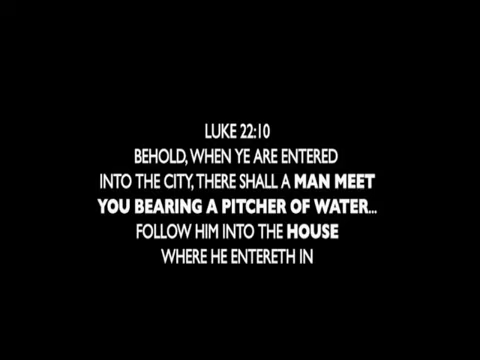 LUKE 22:10
BEHOLD, WHEN YE ARE ENTERED
INTO THE CITY, THERE SHALL A MAN MEET
YOU BEARING A PITCHER OF WATER...
FOLLOW HIM INTO THE HOUSE
WHERE HE ENTERETH IN